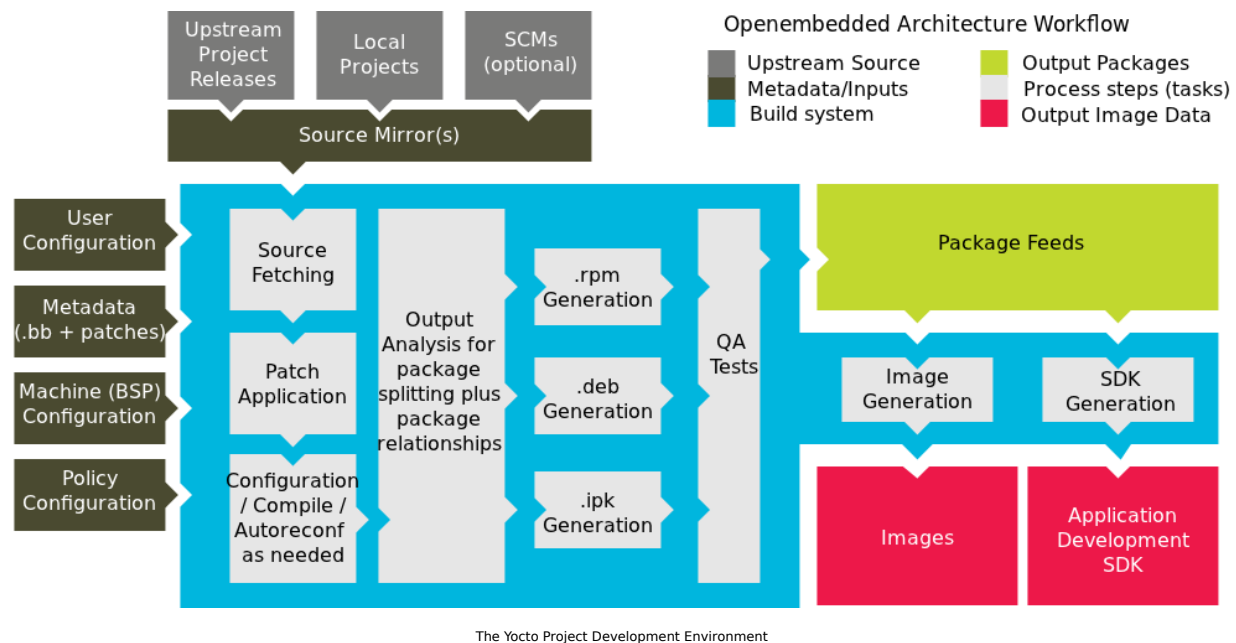 Upstream
Project
Releases
Local
Projects
SCMs
(optional)
Openembedded Architecture Workflow
Upstream Source
Metadata/Inputs
Build system
Output Packages
Process steps (tasks)
Output Image Data
Source Mirror(s)
User
Configuration
Metadata
(.bb + patches)
Machine (BSP)
Configuration
Policy
Configuration
Source
Fetching
Patch
Application
Configuration
/ Compile /
Autoreconf
as needed
Output
Analysis for
package
splitting plus
package
relationships
.rpm
Generation
.deb
Generation
.ipk
Generation
QA
Tests
Package Feeds
Image
Generation
SDK
Generation
Images
Application
Development
SDK
The Yocto Project Development Environment